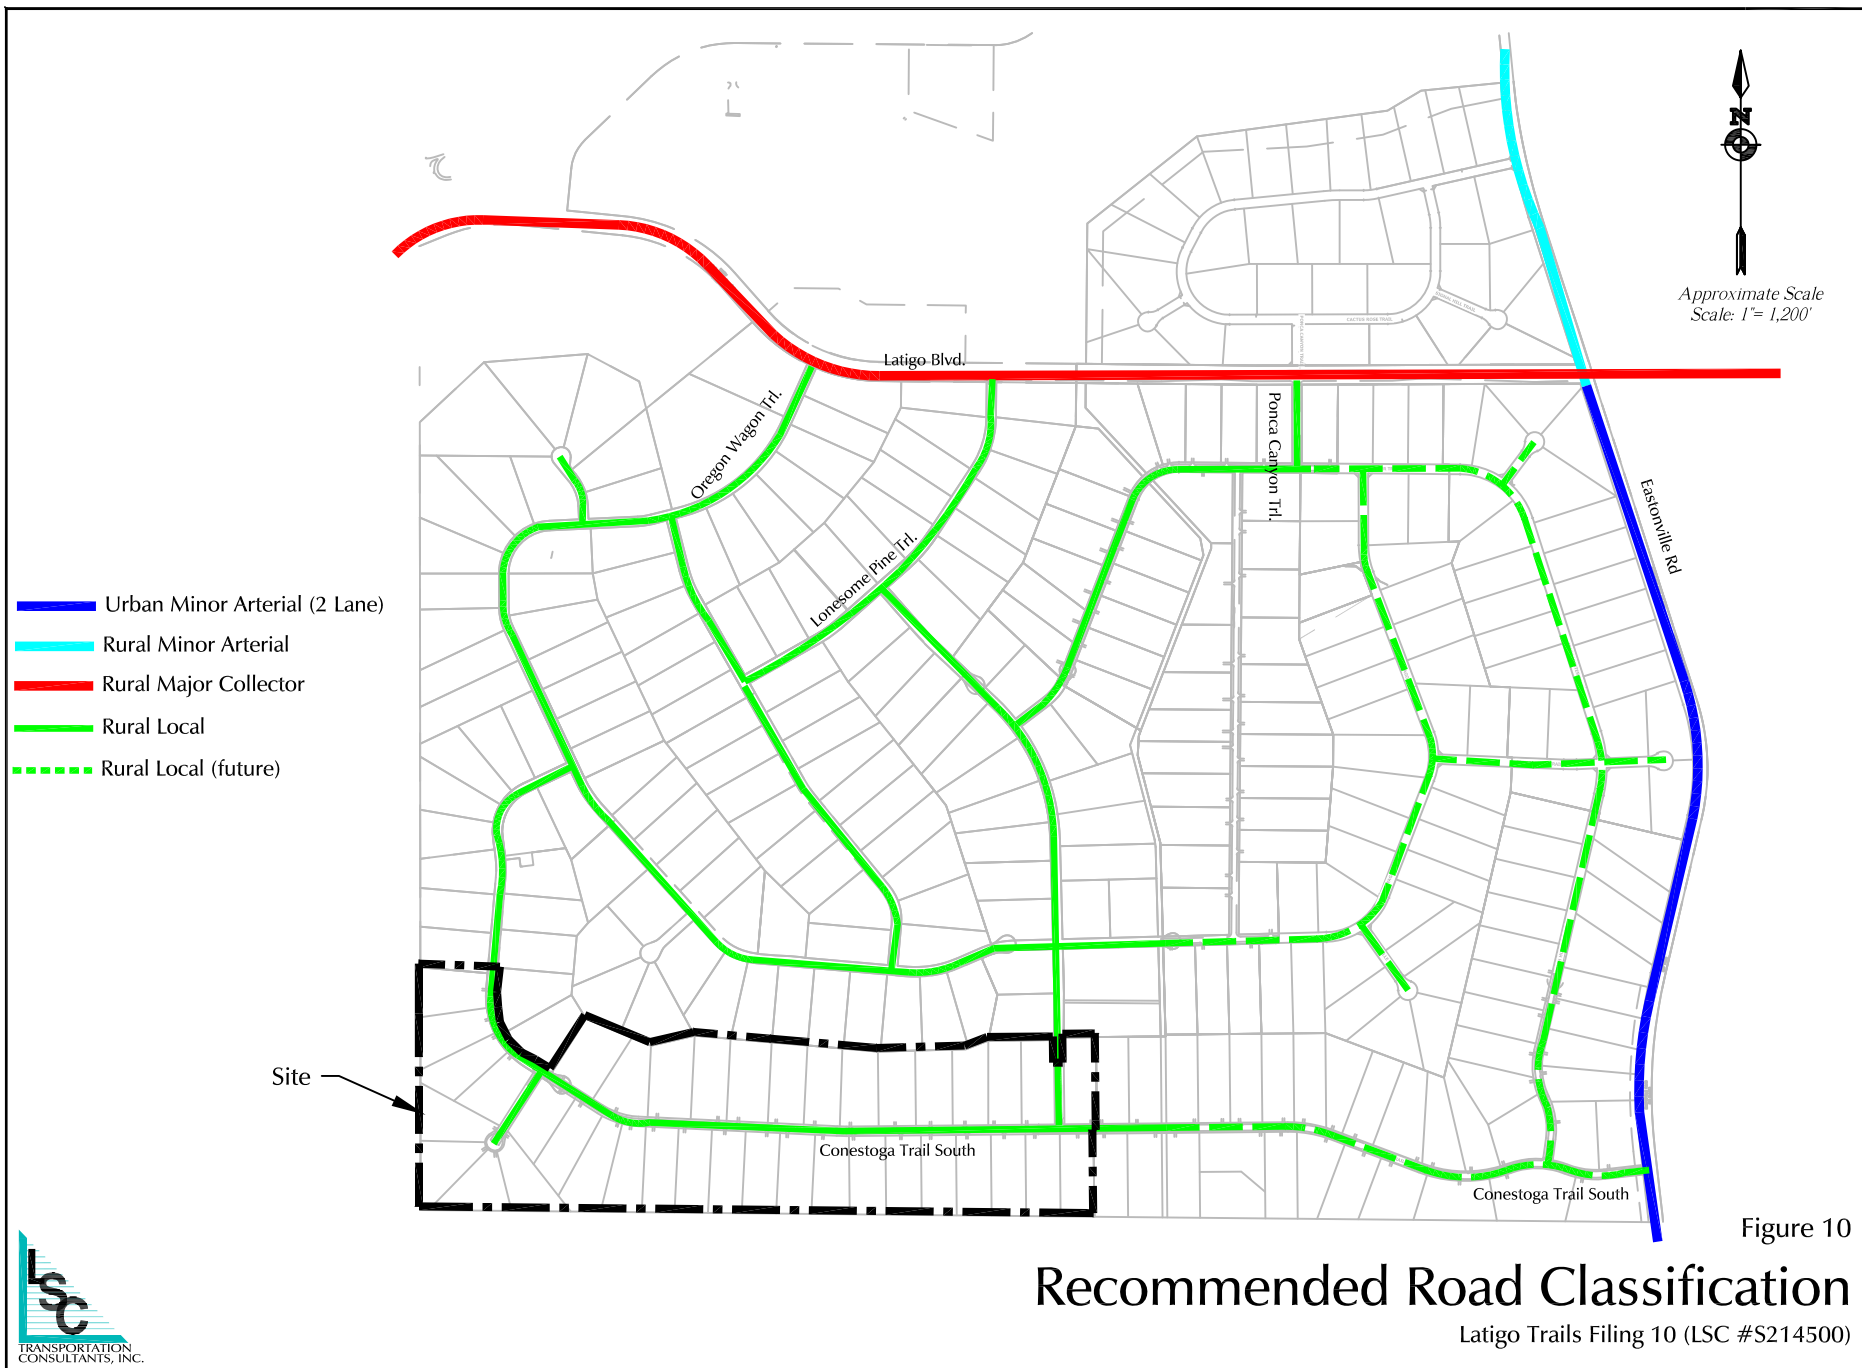 N
Approximate Scale
Scale: 1"= 1,200'
CACTUS ROSE TRAIL
Latigo Blvd.
Oregon Wagon Trl.
Ponca Canyon Trl.
Lonesome Pine Trl.
Eastonville Rd
Urban Minor Arterial (2 Lane)
Rural Minor Arterial
Rural Major Collector
Rural Local
Rural Local (future)
Site
Conestoga Trail South
Conestoga Trail South
Figure 10
Recommended Road Classification
Latigo Trails Filing 10 (LSC #S214500)
LSC
TRANSPORTATION
CONSULTANTS, INC.